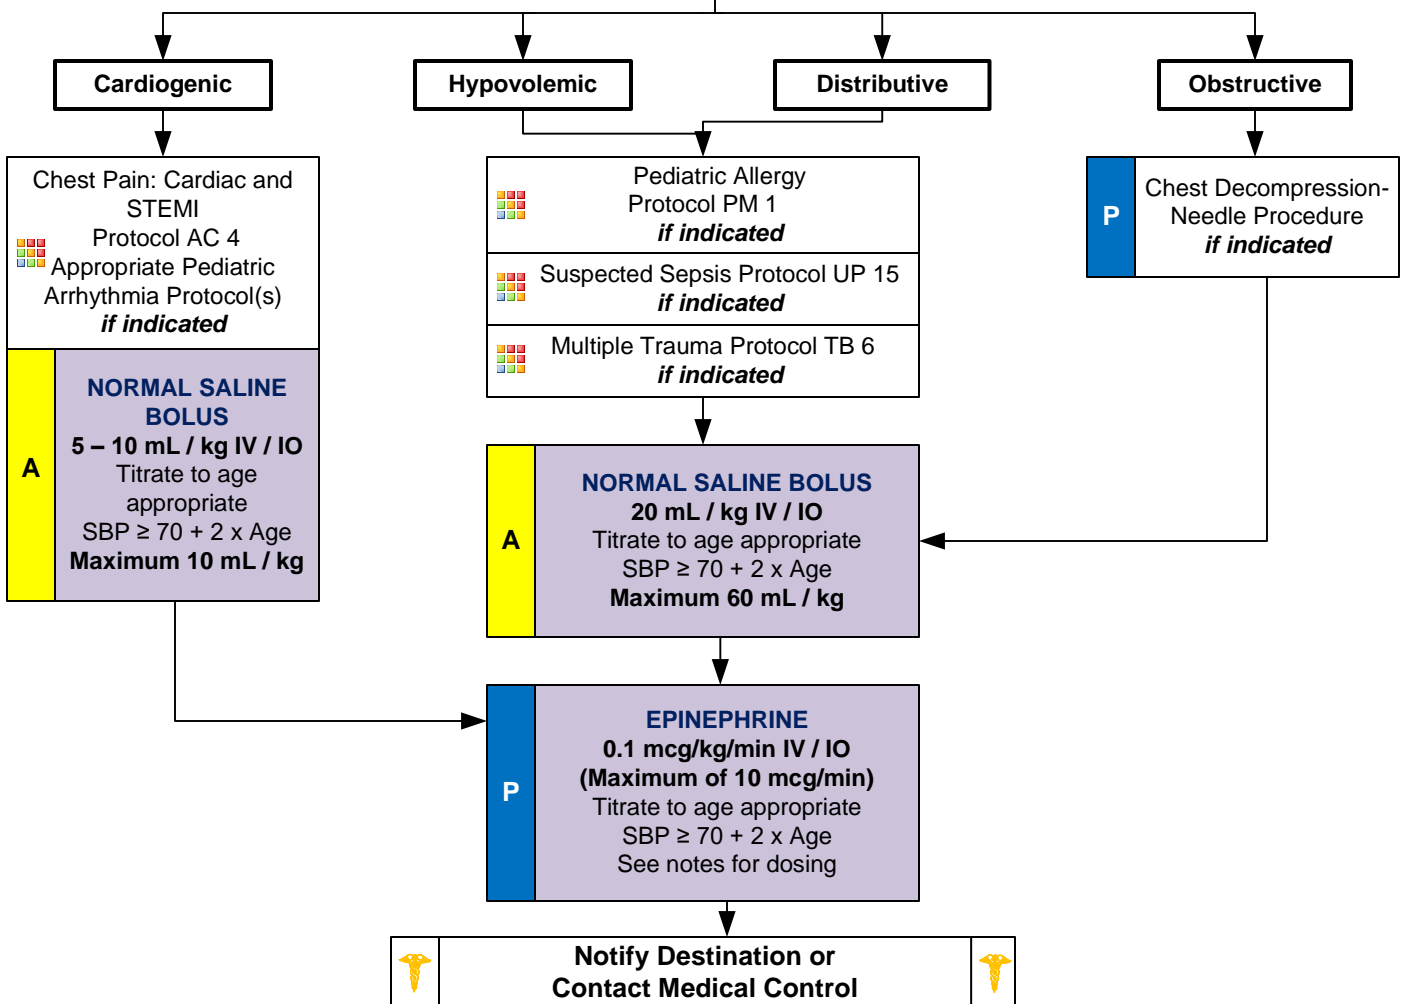 Cardiogenic
Hypovolemic
Distributive
Obstructive
Chest Pain: Cardiac and
STEMI
Protocol AC 4
Appropriate Pediatric
Arrhythmia Protocol(s)
if indicated
A
NORMAL SALINE
BOLUS
5 – 10 mL / kg IV / IO
Titrate to age
appropriate
SBP ≥ 70 + 2 x Age
Maximum 10 mL / kg
Pediatric Allergy
Protocol PM 1
if indicated
Suspected Sepsis Protocol UP 15
if indicated
Multiple Trauma Protocol TB 6
if indicated
A
NORMAL SALINE BOLUS
20 mL / kg IV / IO
Titrate to age appropriate
SBP ≥ 70 + 2 x Age
Maximum 60 mL / kg
P
Chest Decompression-
Needle Procedure
if indicated
P
EPINEPHRINE
0.1 mcg/kg/min IV / IO
(Maximum of 10 mcg/min)
Titrate to age appropriate
SBP ≥ 70 + 2 x Age
See notes for dosing
Notify Destination or
Contact Medical Control